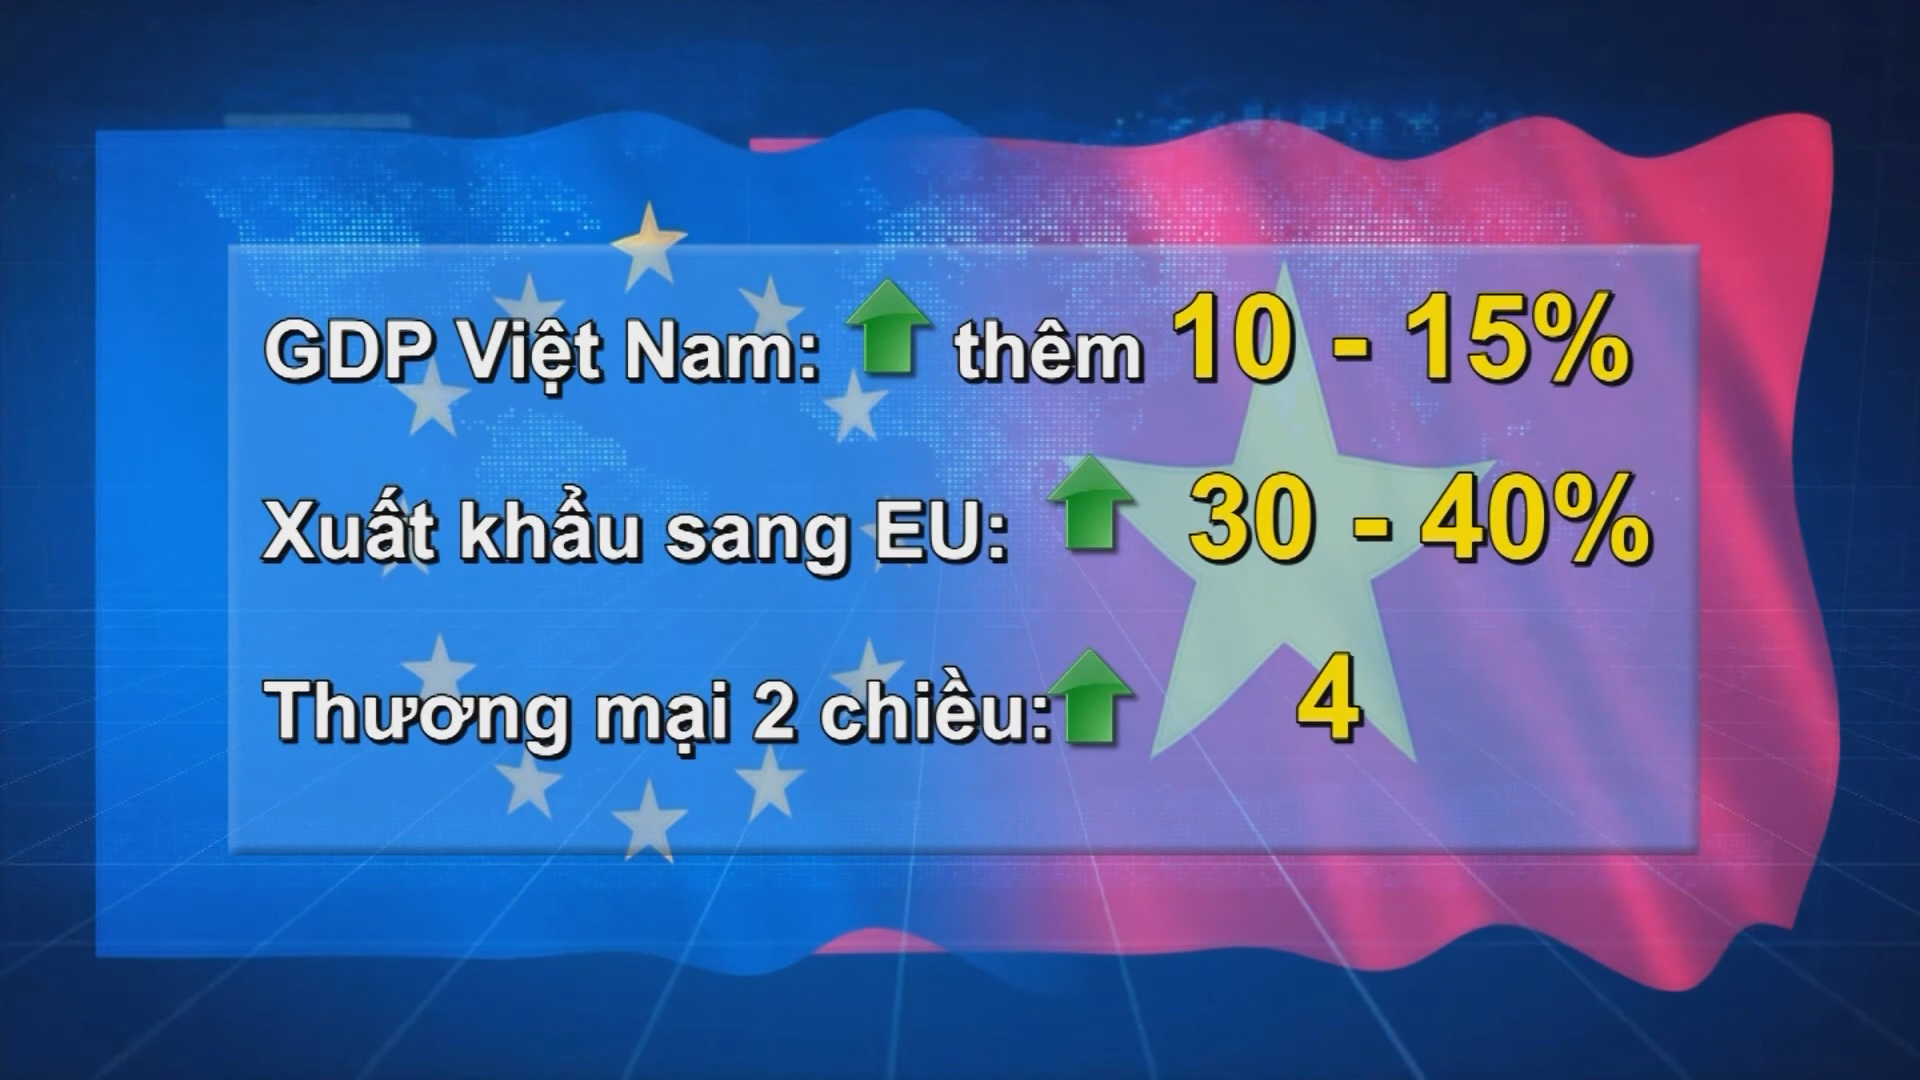 GDP Việt Nam: thêm 10 - 15%
Xuất khẩu sang EU: 30 - 40%
Thương mại 2 chiều: 4